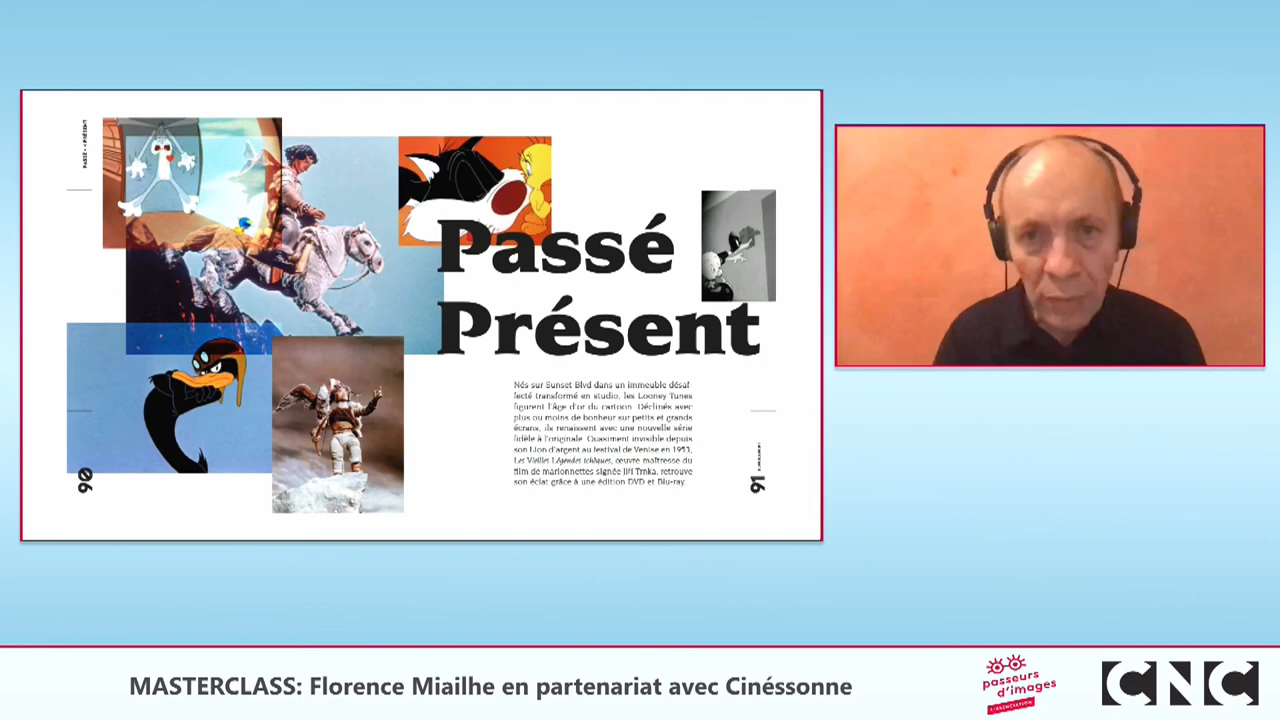 PASSÉ • • PRÉSENT
Passé
Présent
Nés sur Sunset Blvd dans un immeuble désaf-
fecté transformé en studio, les Looney Tunes
figurent l'âge d'or du cartoon. Déclinés avec
plus ou moins de bonheur sur petits et grands
écrans, ils renaissent avec une nouvelle série
fidèle à l'originale. Quasiment invisible depuis
son Lion d'argent au festival de Venise en 1953,
Les Vieilles Légendes tchèques, œuvre maîtresse du
film de marionnettes signée Jiří Trnka, retrouve
son éclat grâce à une édition DVD et Blu-ray.
90
91
MASTERCLASS: Florence Miailhe en partenariat avec Cinéssonne
passeurs
d'images
L'ASSOCIATION
CNC